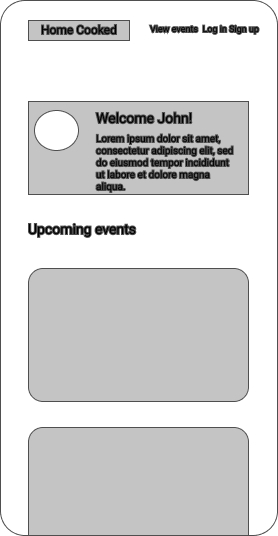 Home Cooked
View events Log in Sign up
Welcome John!
Lorem ipsum dolor sit amet,
consectetur adipiscing elit, sed
do eiusmod tempor incididunt
ut labore et dolore magna
aliqua.
Upcoming events